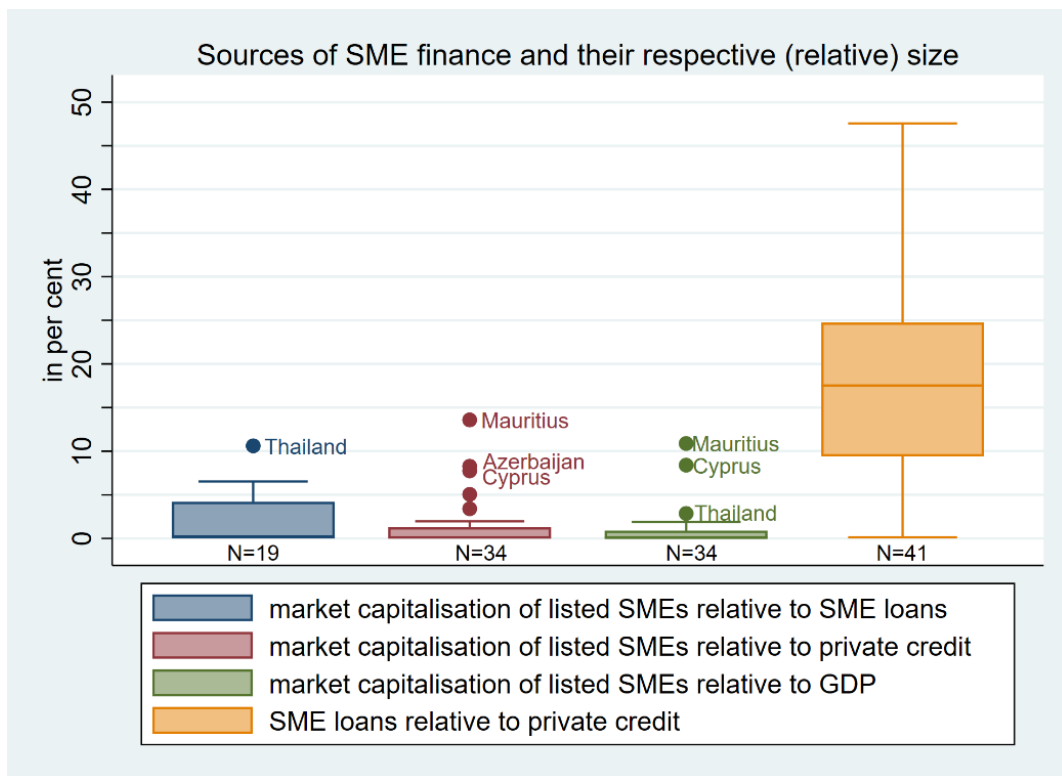 Sources of SME finance and their respective (relative) size
in per cent
50
40
30
20
10
0
Thailand
Mauritius
Azerbaijan
Cyprus
Mauritius
Cyprus
Thailand
N=19
N=34
N=34
N=41
market capitalisation of listed SMEs relative to SME loans
market capitalisation of listed SMEs relative to private credit
market capitalisation of listed SMEs relative to GDP
SME loans relative to private credit